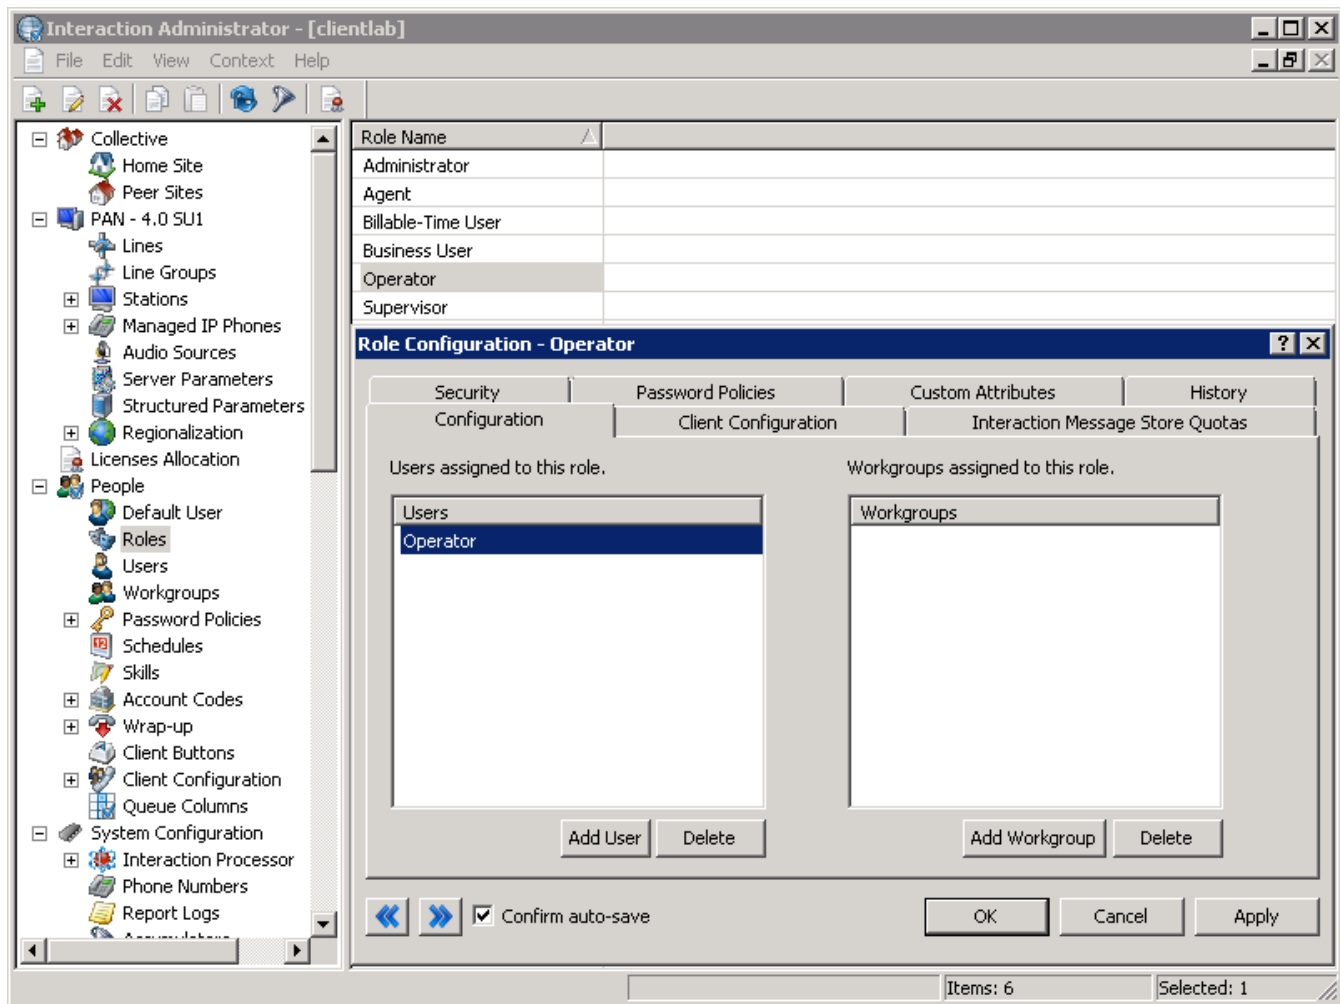 Interaction Administrator - [clientlab]
File Edit View Context Help
Collective
Home Site
Peer Sites
PAN - 4.0 SU1
Lines
Line Groups
Stations
Managed IP Phones
Audio Sources
Server Parameters
Structured Parameters
Regionalization
Licenses Allocation
People
Default User
Roles
Users
Workgroups
Password Policies
Schedules
Skills
Account Codes
Wrap-up
Client Buttons
Client Configuration
Queue Columns
System Configuration
Interaction Processor
Phone Numbers
Report Logs
Role Name
Administrator
Agent
Billable-Time User
Business User
Operator
Supervisor
Role Configuration - Operator
Security Password Policies Custom Attributes History
Configuration Client Configuration Interaction Message Store Quotas
Users assigned to this role. Workgroups assigned to this role.
Users Workgroups
Operator
Add User Delete Add Workgroup Delete
Confirm auto-save OK Cancel Apply
Items: 6 Selected: 1